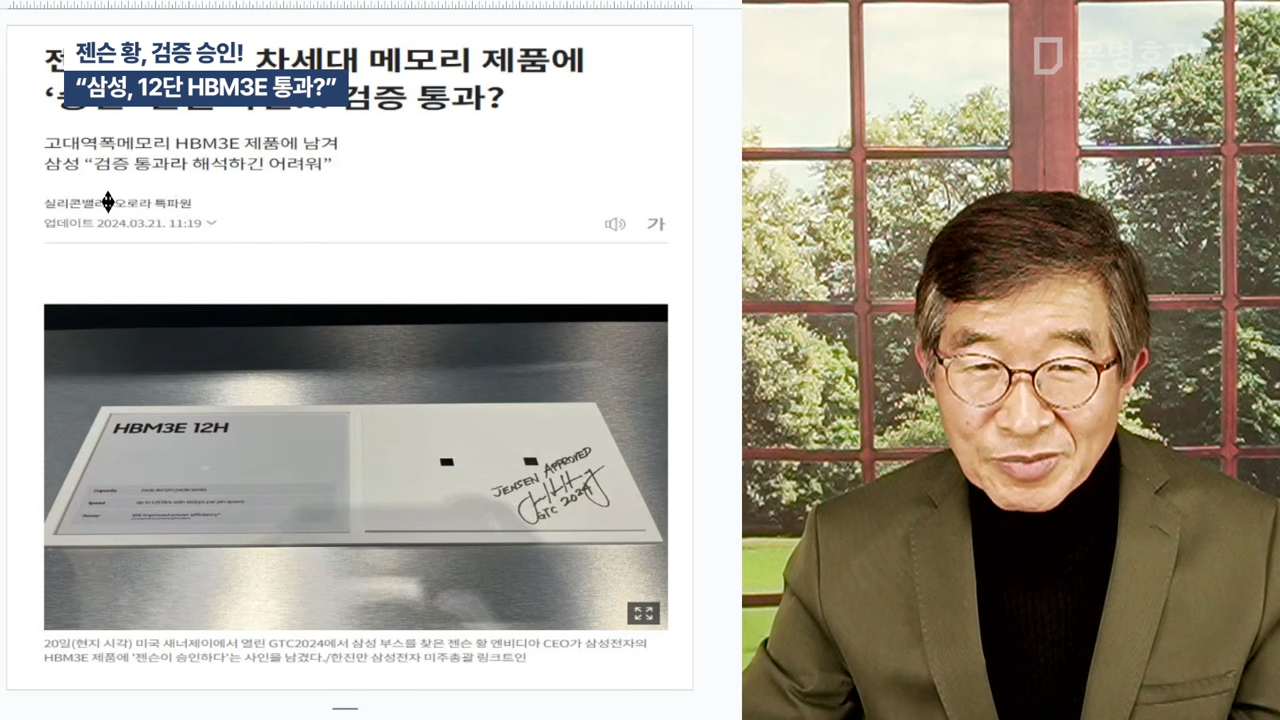 젠슨 황, 검증 승인!
“삼성, 12단 HBM3E 통과?”
차세대 메모리 제품에
검증 통과?
고대역폭메모리 HBM3E 제품에 남겨
삼성 “검증 통과라 해석하긴 어려워”
오로라 특파원
업데이트 2024.03.21. 11:19
가
HBM3E 12H
Capacity
Speed
Power
JENSEN APPROVED
GTC 2024
20일(현지 시각) 미국 새너제이에서 열린 GTC2024에서 삼성 부스를 찾은 젠슨 황 엔비디아 CEO가 삼성전자의
HBM3E 제품에 '젠슨이 승인하다'는 사인을 남겼다./한진만 삼성전자 미주총괄 링크트인